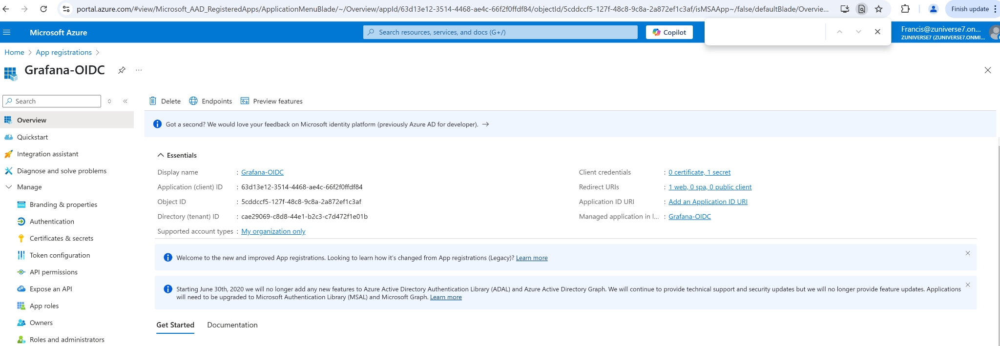 portal.azure.com/#view/Microsoft_AAD_RegisteredApps/ApplicationMenuBlade/~/Overview/appId/63d13e12-3514-4468-ae4c-66f2f0ffdf84/objectId/5cddccf5-127f-48c8-9c8a-2a872ef1c3af/isMSAApp~/false/defaultBlade/Overvie...
Finish update
Microsoft Azure
Search resources, services, and docs (G+/)
Copilot
Francis@zuniverse7.on...
ZUNIVERSE7 (ZUNIVERSE7.ONMI...
Home > App registrations >
Grafana-OIDC
...
Search
Delete
Endpoints
Preview features
Overview
Got a second? We would love your feedback on Microsoft identity platform (previously Azure AD for developer). →
Quickstart
Integration assistant
Diagnose and solve problems
Manage
Branding & properties
Authentication
Certificates & secrets
Token configuration
API permissions
Expose an API
App roles
Owners
Roles and administrators
Essentials
Display name : Grafana-OIDC
Application (client) ID : 63d13e12-3514-4468-ae4c-66f2f0ffdf84
Object ID : 5cddccf5-127f-48c8-9c8a-2a872ef1c3af
Directory (tenant) ID : cae29069-c8d8-44e1-b2c3-c7d472f1e01b
Supported account types : My organization only
Client credentials : 0 certificate, 1 secret
Redirect URIs : 1 web, 0 spa, 0 public client
Application ID URI : Add an Application ID URI
Managed application in l... : Grafana-OIDC
Welcome to the new and improved App registrations. Looking to learn how it's changed from App registrations (Legacy)? Learn more
Starting June 30th, 2020 we will no longer add any new features to Azure Active Directory Authentication Library (ADAL) and Azure Active Directory Graph. We will continue to provide technical support and security updates but we will no longer provide feature updates. Applications
will need to be upgraded to Microsoft Authentication Library (MSAL) and Microsoft Graph. Learn more
Get Started
Documentation